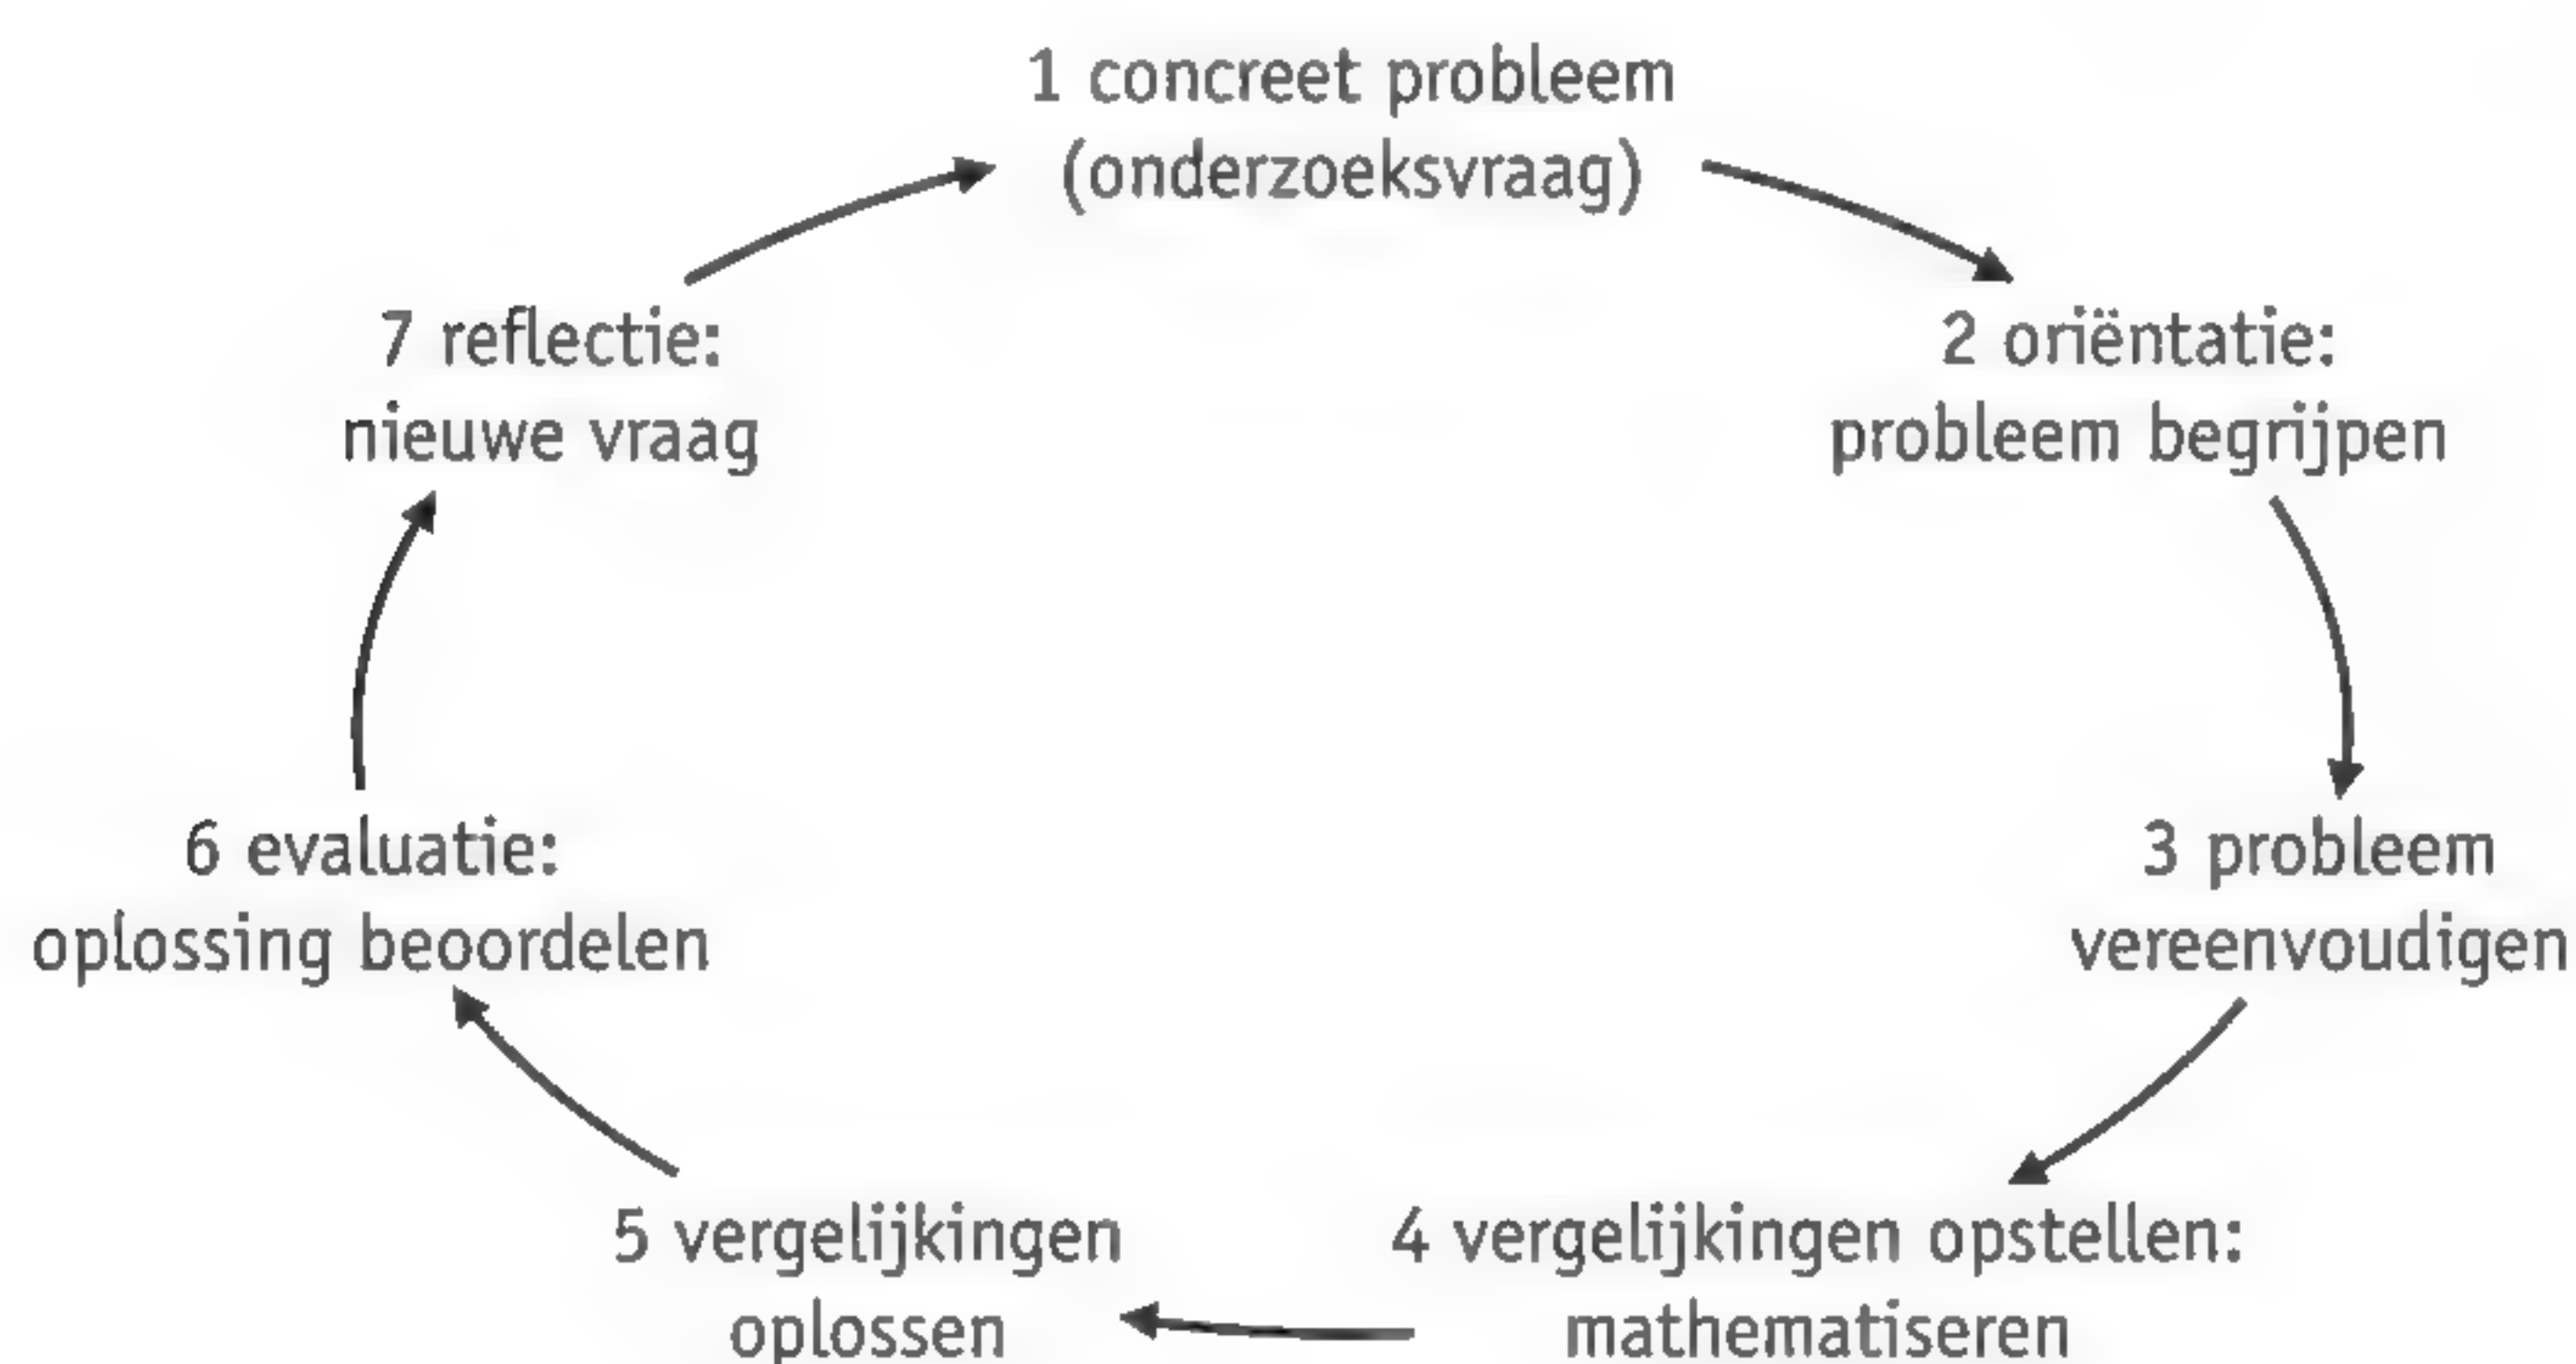 1 concreet probleem
(onderzoeksvraag)
2 oriëntatie:
probleem begrijpen
3 probleem
vereenvoudigen
4 vergelijkingen opstellen:
mathematiseren
5 vergelijkingen
oplossen
6 evaluatie:
oplossing beoordelen
7 reflectie:
nieuwe vraag